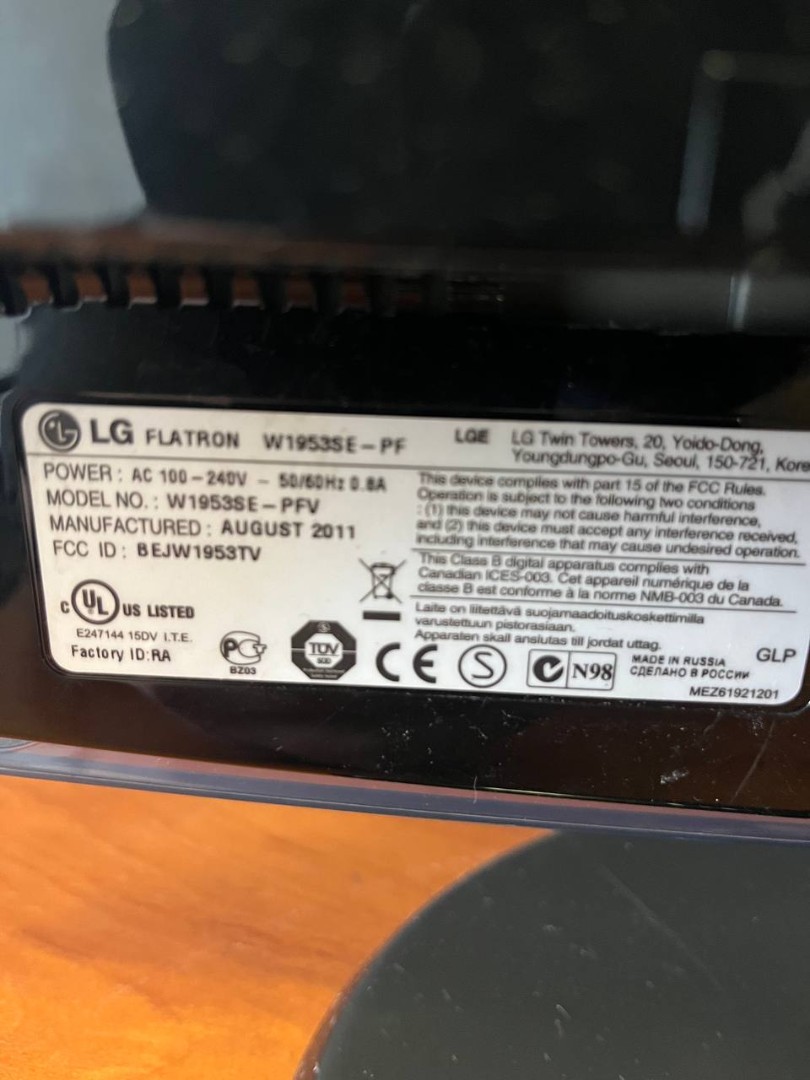 LG FLATRON W1953SE-PF
LGE LG Twin Towers, 20, Yoido-Dong,
Youngdungpo-Gu, Seoul, 150-721, Kore
POWER : AC 100-240V ~ 50/60Hz 0.8A
MODEL NO. : W1953SE-PFV
MANUFACTURED : AUGUST 2011
FCC ID : BEJW1953TV
This device complies with part 15 of the FCC Rules.
Operation is subject to the following two conditions
: (1) this device may not cause harmful interference,
and (2) this device must accept any interference received,
including interference that may cause undesired operation.
This Class B digital apparatus complies with
Canadian ICES-003. Cet appareil numérique de la
classe B est conforme à la norme NMB-003 du Canada.
Laite on liitettävä suojamaadoituskoskettimilla
varustettuun pistorasiaan.
Apparaten skall anslutas till jordat uttag.
c UL US LISTED
E247144 15DV I.T.E.
Factory ID:RA
PC
BZ03
TÜV
SÜD
CE
S
N98
MADE IN RUSSIA
СДЕЛАНО В РОССИИ
GLP
MEZ61921201